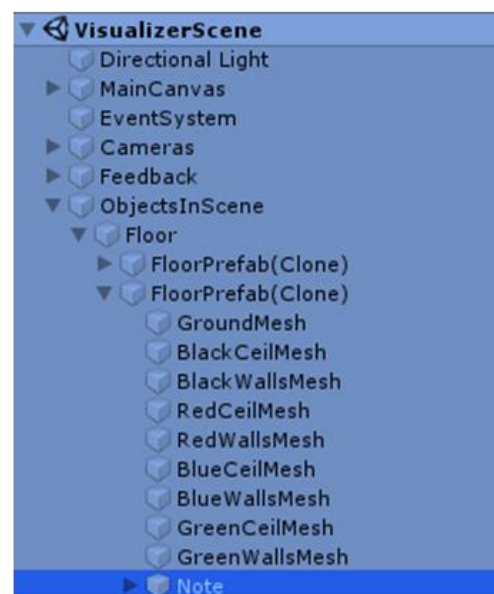 VisualizerScene
Directional Light
MainCanvas
EventSystem
Cameras
Feedback
ObjectsInScene
Floor
FloorPrefab(Clone)
FloorPrefab(Clone)
GroundMesh
BlackCeilMesh
BlackWallsMesh
RedCeilMesh
RedWallsMesh
BlueCeilMesh
BlueWallsMesh
GreenCeilMesh
GreenWallsMesh
Note